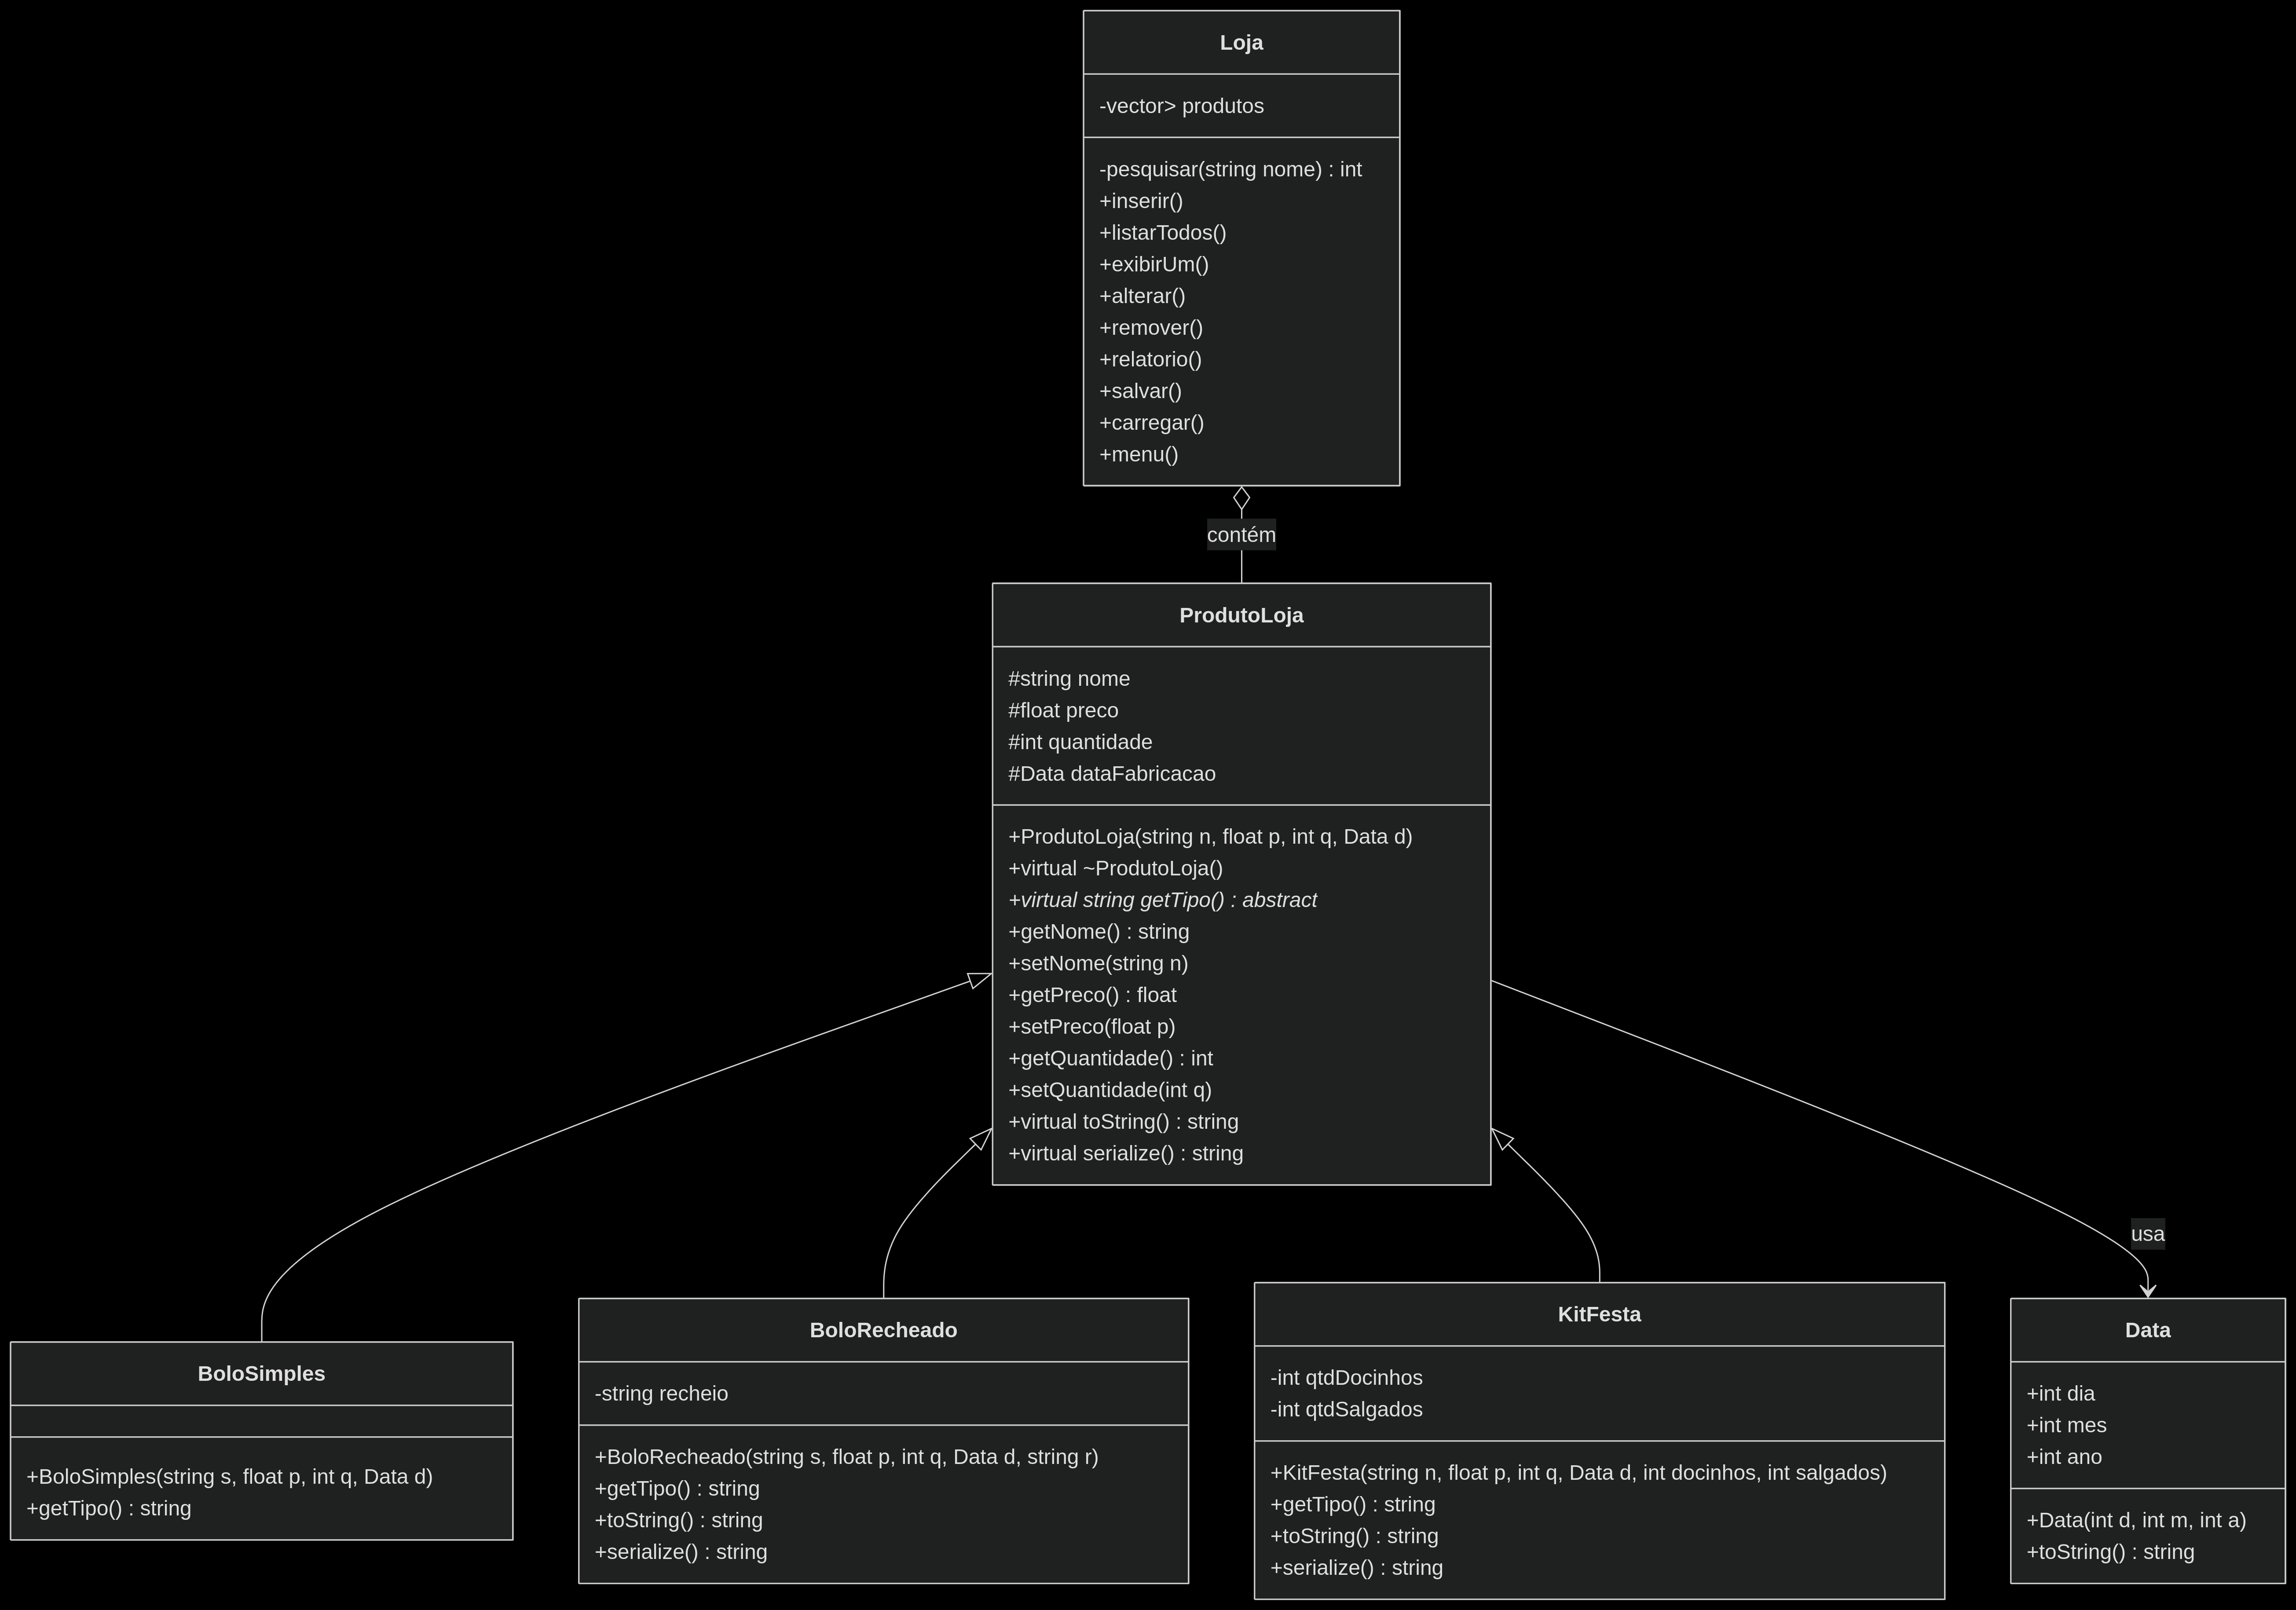 Loja
-vector> produtos
-pesquisar(string nome) : int
+inserir()
+listarTodos()
+exibirUm()
+alterar()
+remover()
+relatorio()
+salvar()
+carregar()
+menu()
contém
ProdutoLoja
#string nome
#float preco
#int quantidade
#Data dataFabricacao
+ProdutoLoja(string n, float p, int q, Data d)
+virtual ~ProdutoLoja()
+virtual string getTipo() : abstract
+getNome() : string
+setNome(string n)
+getPreco() : float
+setPreco(float p)
+getQuantidade() : int
+setQuantidade(int q)
+virtual toString() : string
+virtual serialize() : string
usa
BoloSimples
+BoloSimples(string s, float p, int q, Data d)
+getTipo() : string
BoloRecheado
-string recheio
+BoloRecheado(string s, float p, int q, Data d, string r)
+getTipo() : string
+toString() : string
+serialize() : string
KitFesta
-int qtdDocinhos
-int qtdSalgados
+KitFesta(string n, float p, int q, Data d, int docinhos, int salgados)
+getTipo() : string
+toString() : string
+serialize() : string
Data
+int dia
+int mes
+int ano
+Data(int d, int m, int a)
+toString() : string